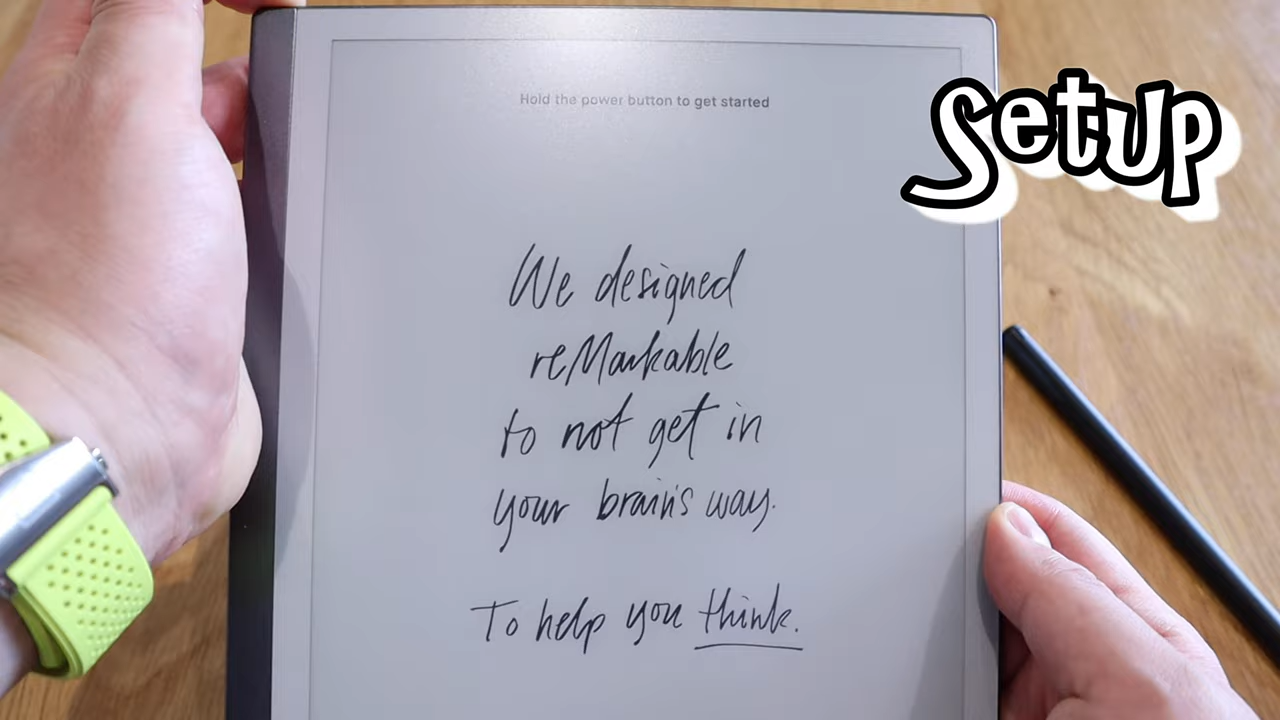 Hold the power button to get started
Setup
We designed
reMarkable
to not get in
your brain's way.
To help you think.